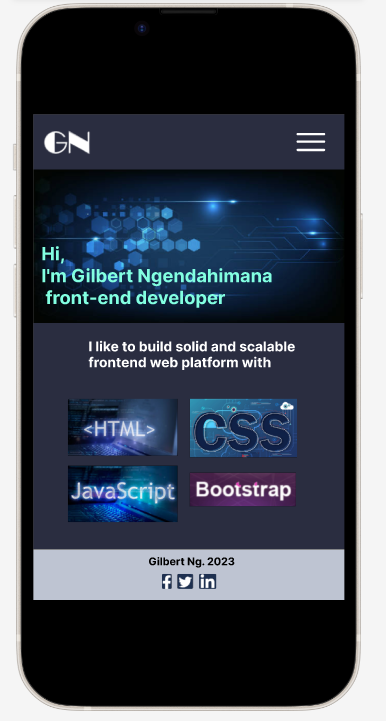 GN
Hi,
I'm Gilbert Ngendahimana
front-end developer
I like to build solid and scalable
frontend web platform with
<HTML>
CSS
JavaScript
Bootstrap
Gilbert Ng. 2023